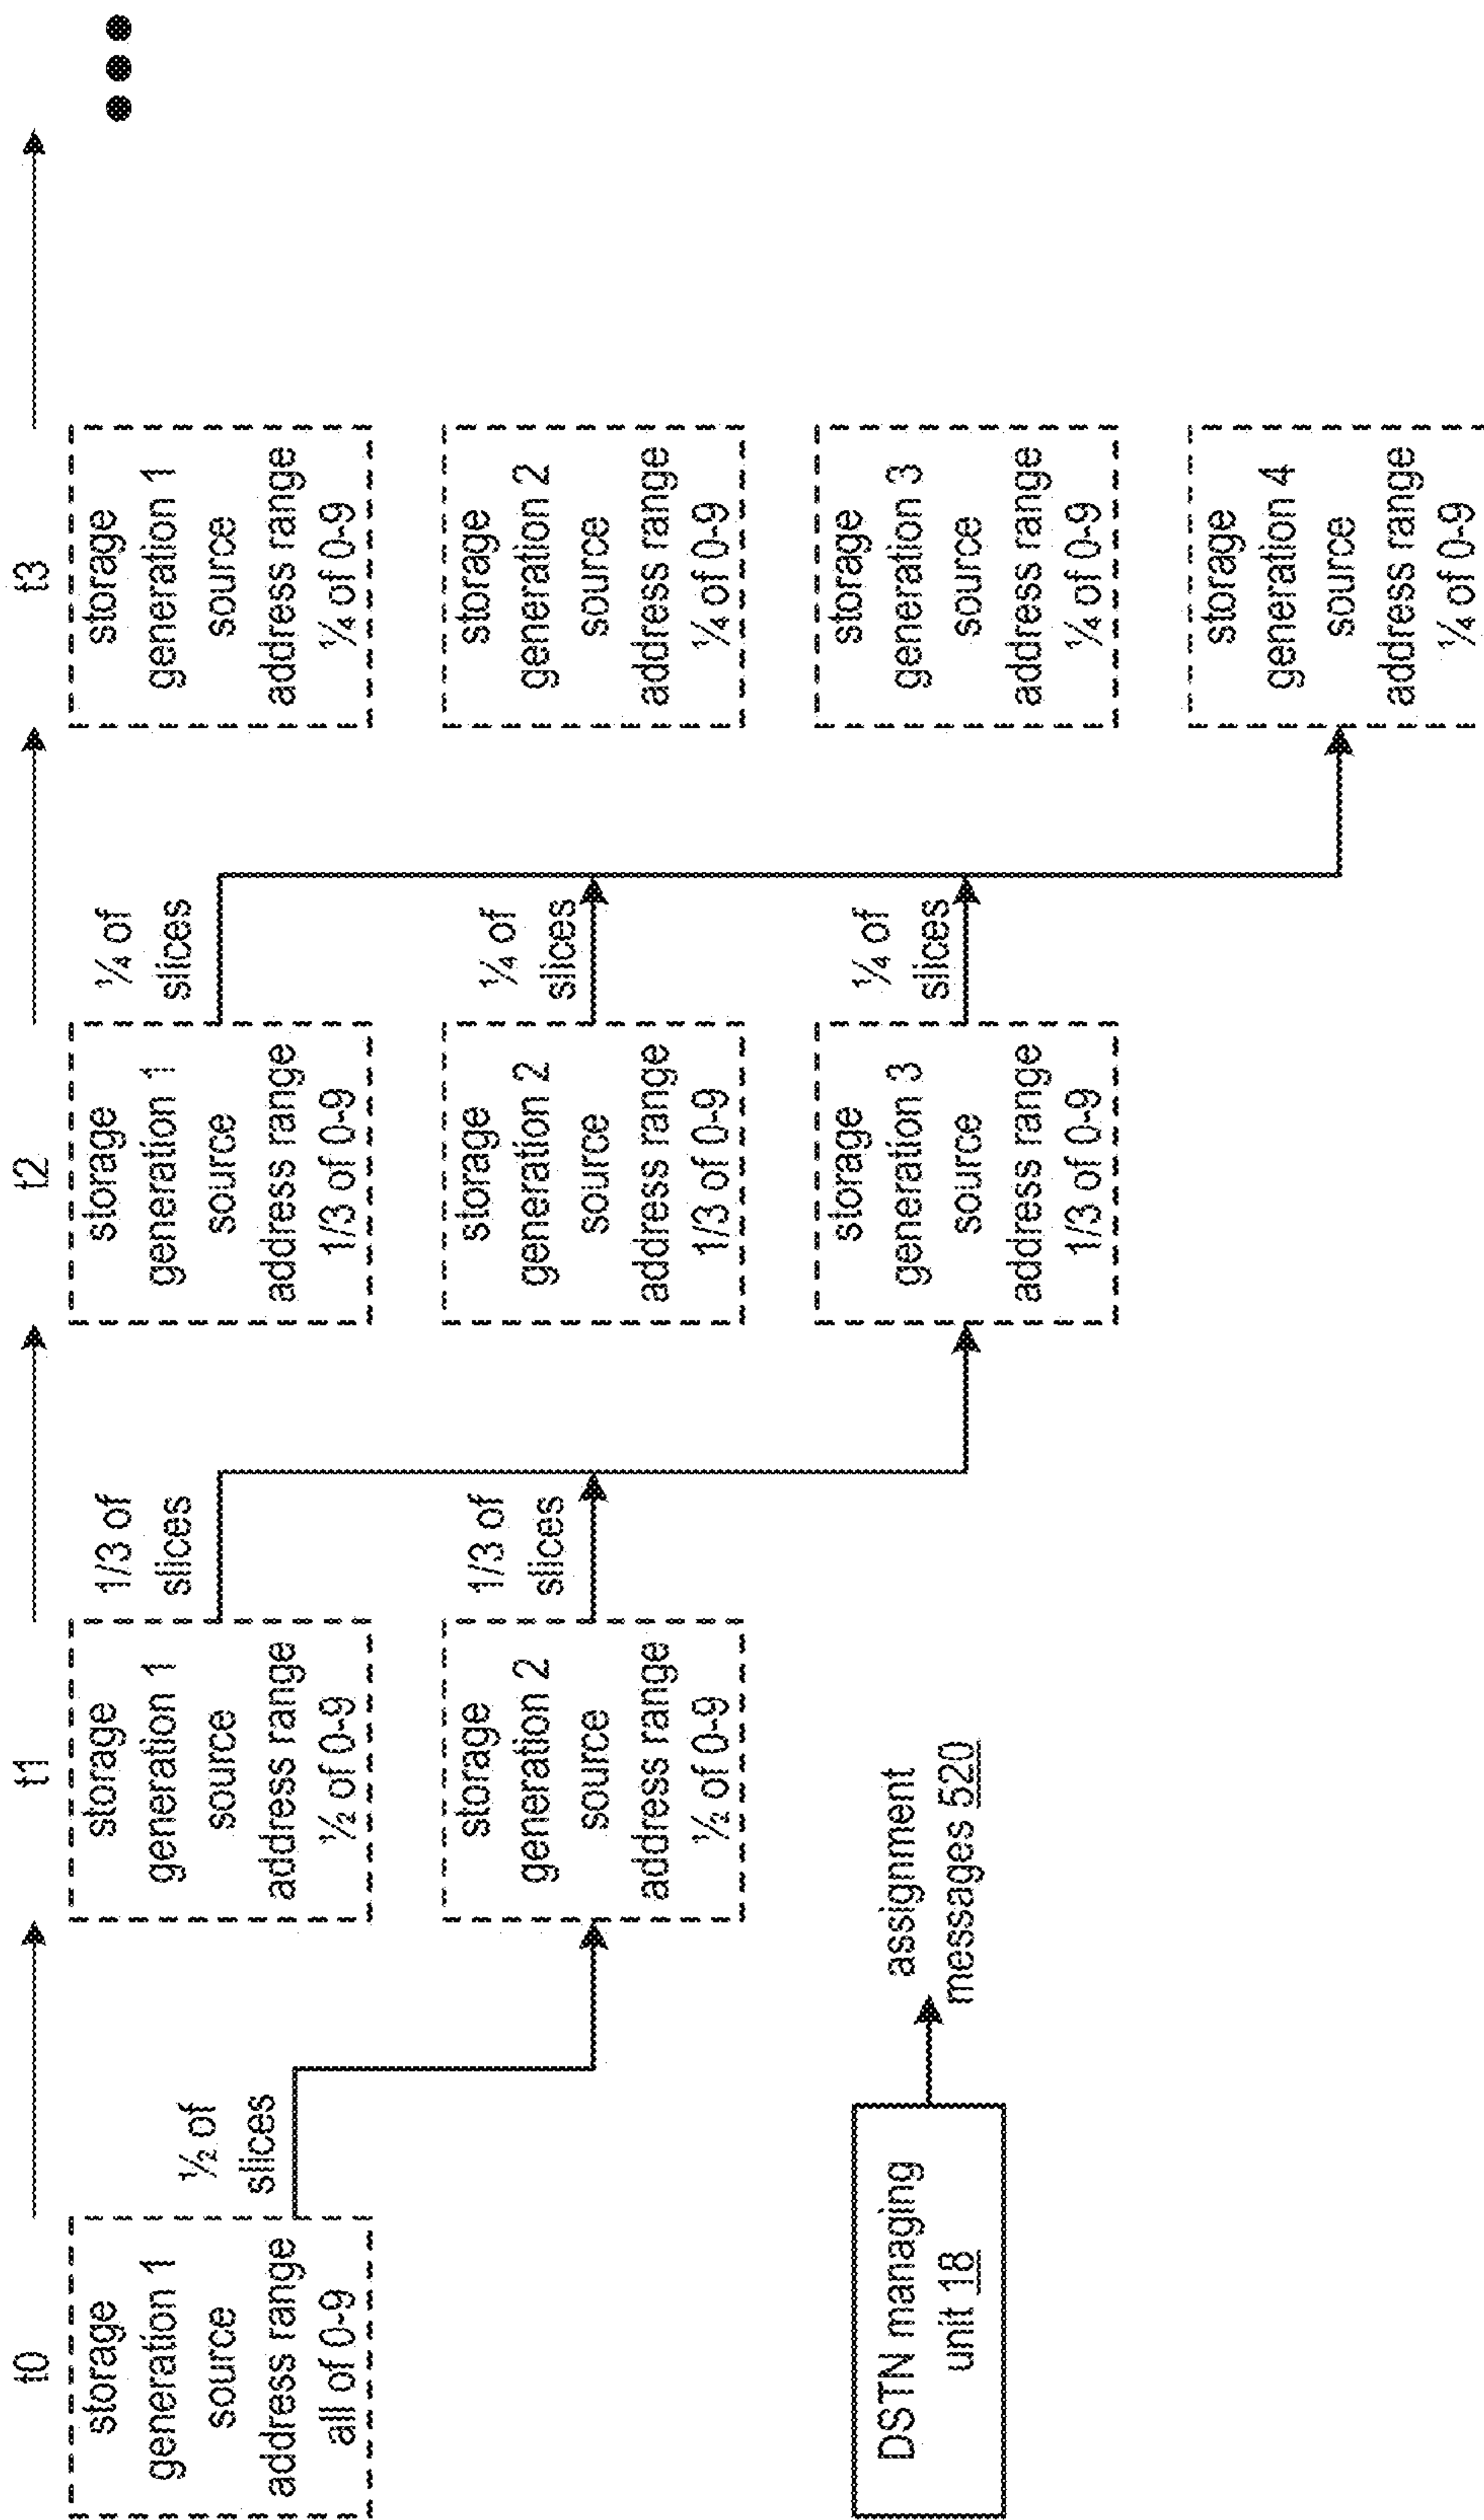 t0
t1
t2
t3
storage
generation 1
source
address range
all of 0-9
½ of
slices
storage
generation 1
source
address range
½ of 0-9
1/3 of
slices
storage
generation 1
source
address range
1/3 of 0-9
¼ of
slices
storage
generation 1
source
address range
¼ of 0-9
storage
generation 2
source
address range
½ of 0-9
1/3 of
slices
storage
generation 2
source
address range
1/3 of 0-9
¼ of
slices
storage
generation 2
source
address range
¼ of 0-9
storage
generation 3
source
address range
1/3 of 0-9
¼ of
slices
storage
generation 3
source
address range
¼ of 0-9
storage
generation 4
source
address range
¼ of 0-9
DSTN managing
unit 18
assignment
messages 520